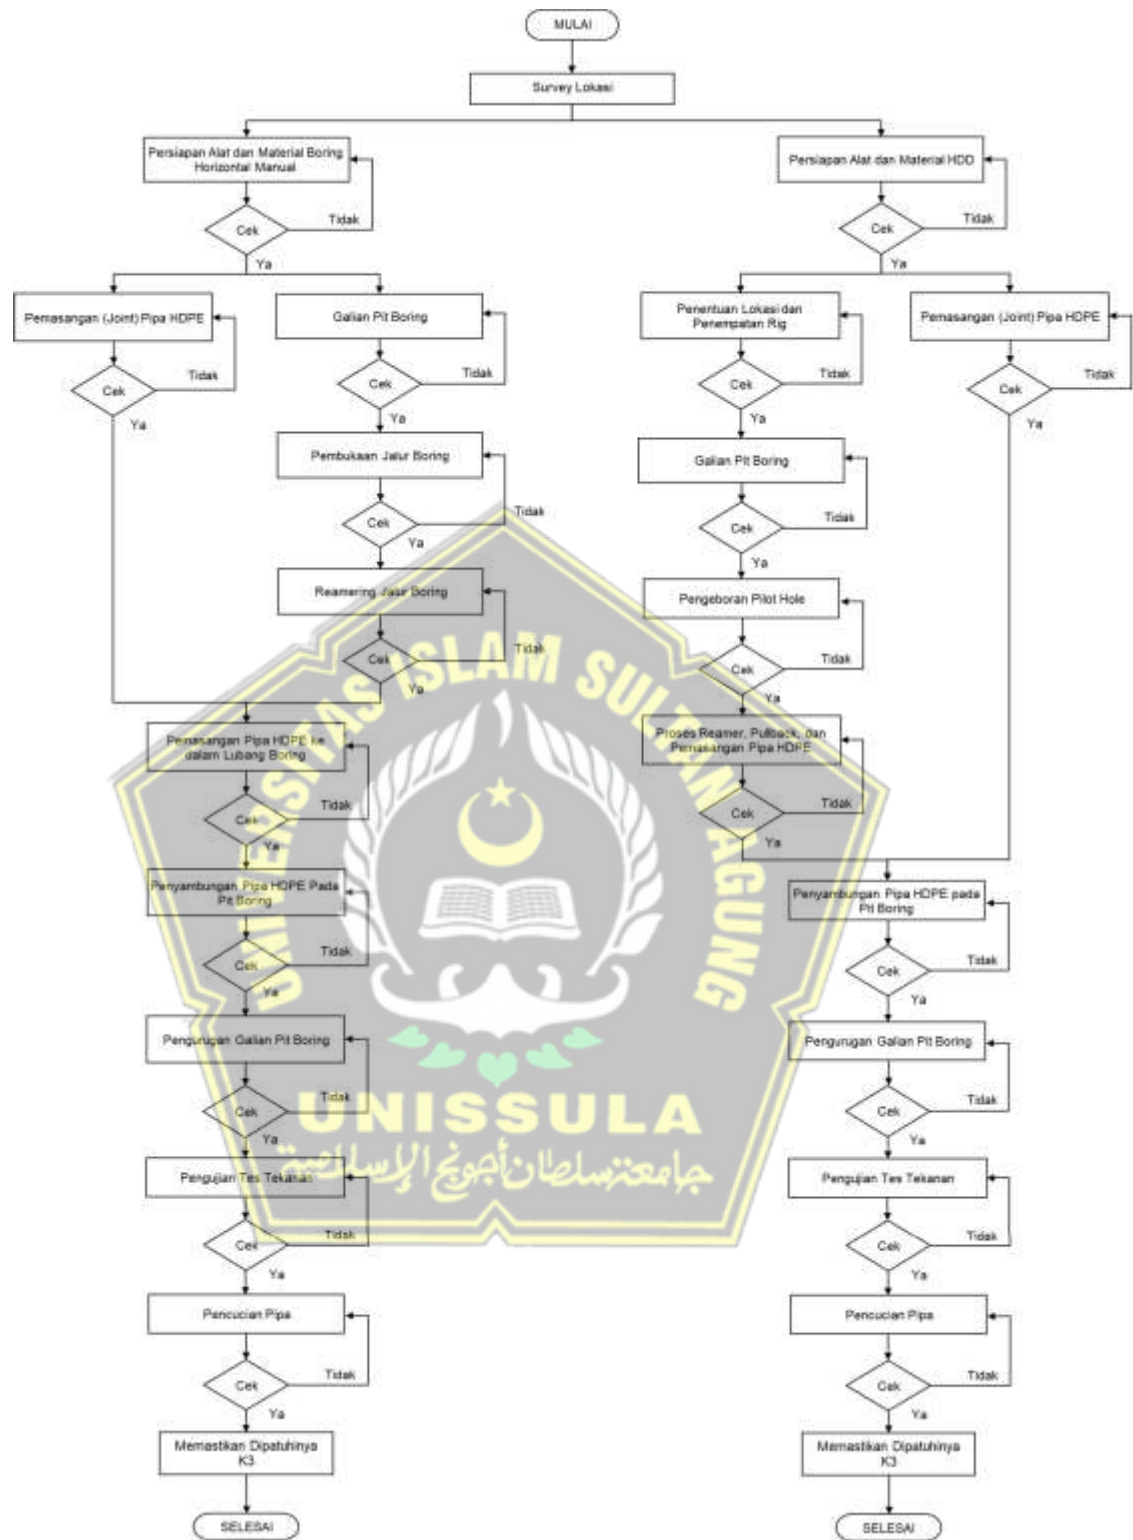 MULAI
Survey Lokasi
Persiapan Alat dan Material Boring
Horizontal Manual
Cek
Tidak
Ya
Pemasangan (Joint) Pipa HDPE
Cek
Tidak
Ya
Galian Pit Boring
Cek
Tidak
Ya
Pembukaan Jalur Boring
Cek
Tidak
Ya
Reamering Jalur Boring
Cek
Tidak
Ya
Pemasangan Pipa HDPE ke
dalam Lubang Boring
Cek
Tidak
Ya
Penyambungan Pipa HDPE Pada
Pit Boring
Cek
Tidak
Ya
Pengurugan Galian Pit Boring
Cek
Tidak
Ya
Pengujian Tes Tekanan
Cek
Tidak
Ya
Pencucian Pipa
Cek
Tidak
Ya
Memastikan Dipatuhinya
K3
SELESAI
Persiapan Alat dan Material HDD
Cek
Tidak
Ya
Penentuan Lokasi dan
Penempatan Rig
Cek
Tidak
Ya
Galian Pit Boring
Cek
Tidak
Ya
Pengeboran Pilot Hole
Cek
Tidak
Ya
Proses Reamer, Pullback, dan
Pemasangan Pipa HDPE
Cek
Tidak
Ya
Pemasangan (Joint) Pipa HDPE
Cek
Tidak
Ya
Penyambungan Pipa HDPE pada
Pit Boring
Cek
Tidak
Ya
Pengurugan Galian Pit Boring
Cek
Tidak
Ya
Pengujian Tes Tekanan
Cek
Tidak
Ya
Pencucian Pipa
Cek
Tidak
Ya
Memastikan Dipatuhinya
K3
SELESAI
UNIVERSITAS ISLAM SULTAN AGUNG
UNISSULA
جامعة سلطان أجونج الإسلامية